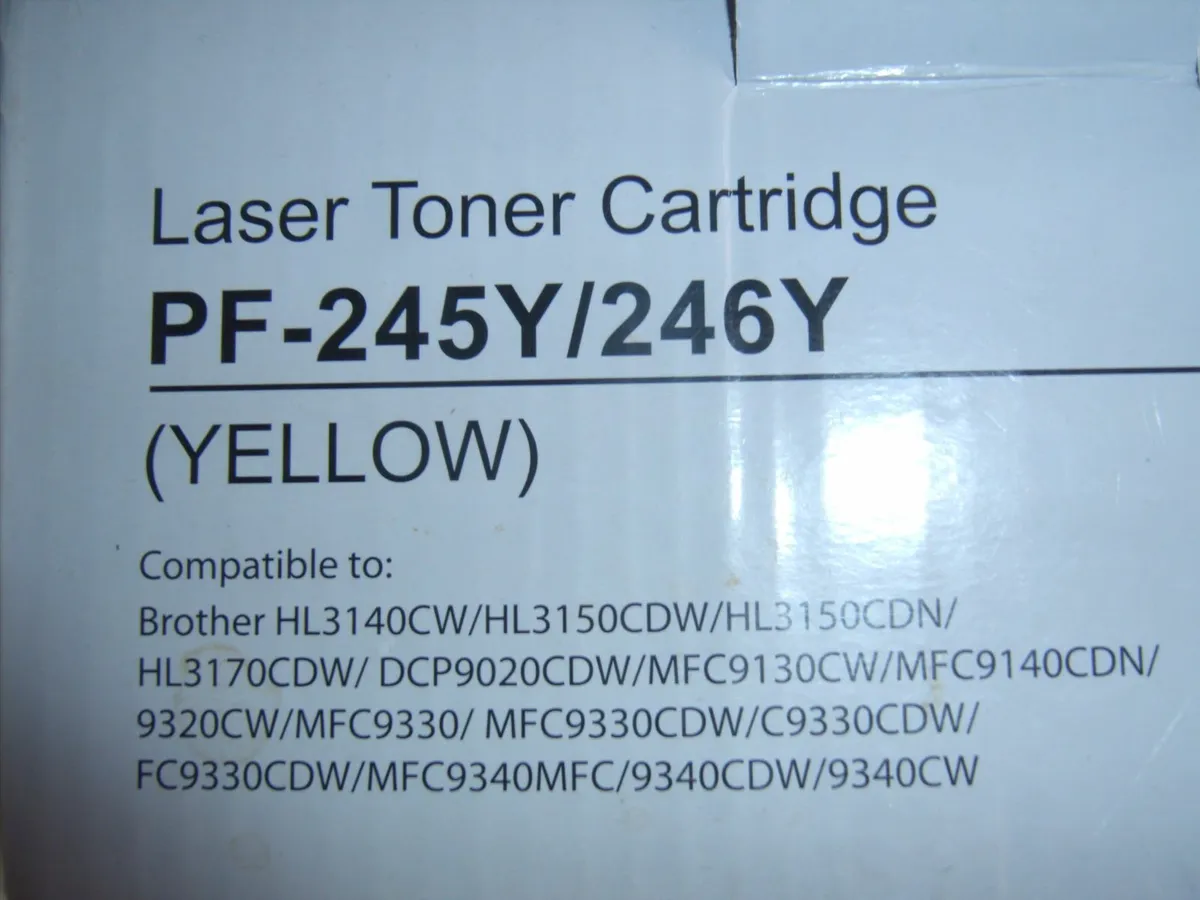 Laser Toner Cartridge
PF-245Y/246Y
(YELLOW)
Compatible to:
Brother HL3140CW/HL3150CDW/HL3150CDN/
HL3170CDW/ DCP9020CDW/MFC9130CW/MFC9140CDN/
9320CW/MFC9330/ MFC9330CDW/C9330CDW/
FC9330CDW/MFC9340MFC/9340CDW/9340CW